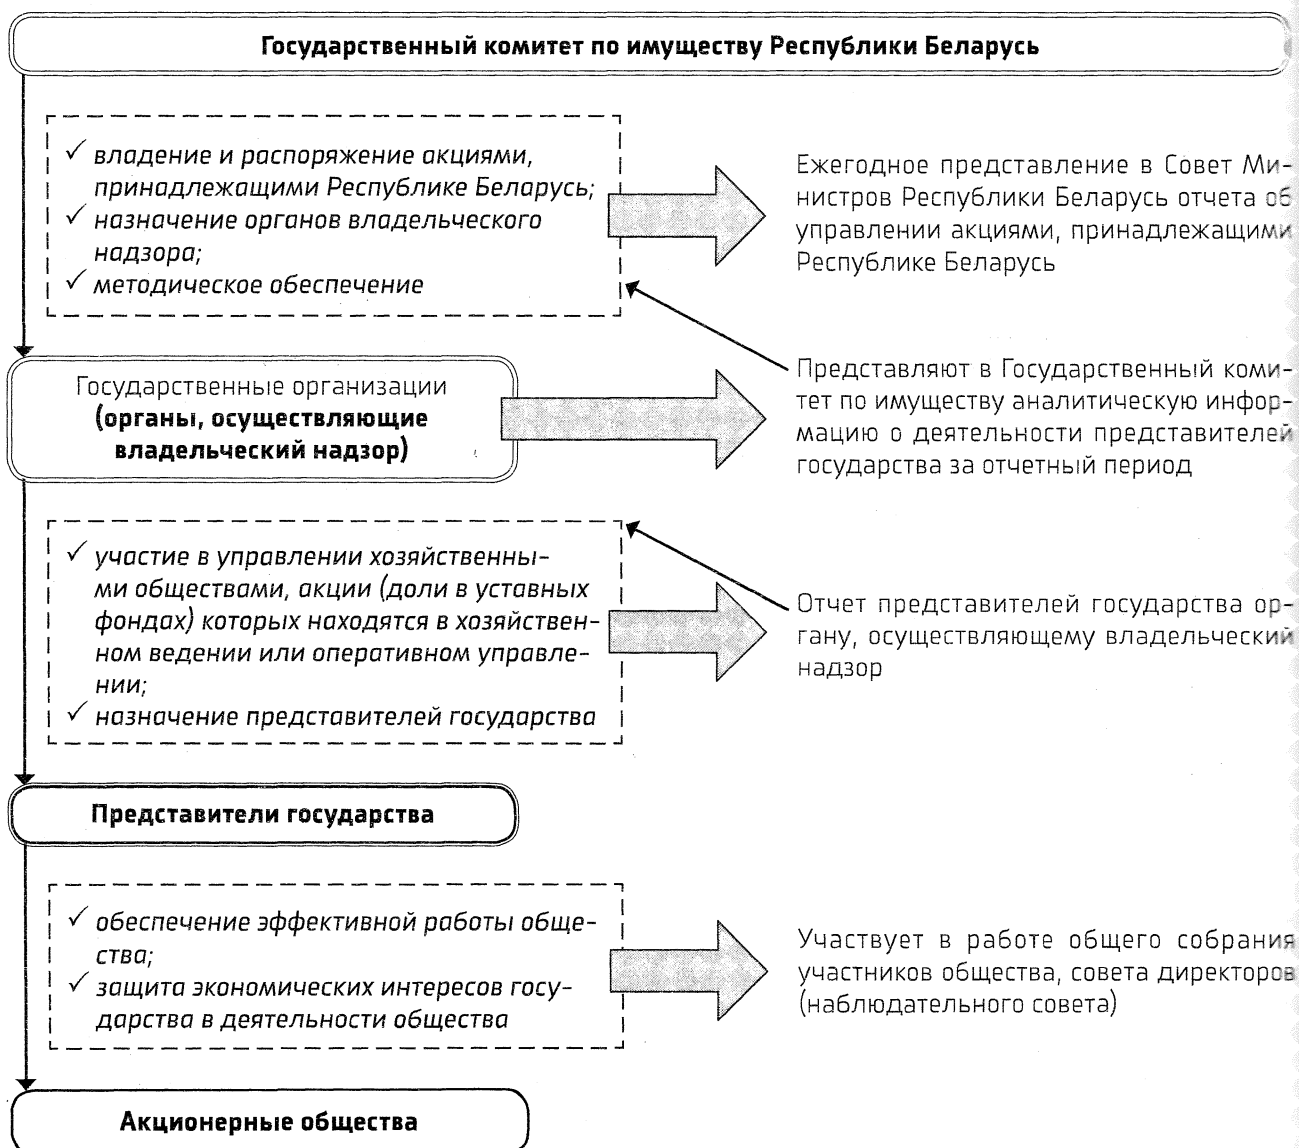 Государственный комитет по имуществу Республики Беларусь
✓ владение и распоряжение акциями,
принадлежащими Республике Беларусь;
✓ назначение органов владельческого
надзора;
✓ методическое обеспечение
Ежегодное представление в Совет Ми-
нистров Республики Беларусь отчета об
управлении акциями, принадлежащими
Республике Беларусь
Государственные организации
(органы, осуществляющие
владельческий надзор)
Представляют в Государственный коми-
тет по имуществу аналитическую инфор-
мацию о деятельности представителей
государства за отчетный период
✓ участие в управлении хозяйственны-
ми обществами, акции (доли в уставных
фондах) которых находятся в хозяйствен-
ном ведении или оперативном управле-
нии;
✓ назначение представителей государства
Отчет представителей государства ор-
гану, осуществляющему владельческий
надзор
Представители государства
✓ обеспечение эффективной работы обще-
ства;
✓ защита экономических интересов госу-
дарства в деятельности общества
Участвует в работе общего собрания
участников общества, совета директоров
(наблюдательного совета)
Акционерные общества